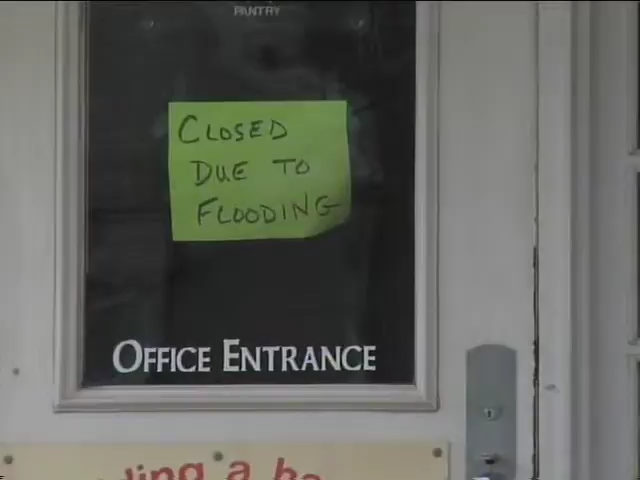 PANTRY
CLOSED
DUE TO
FLOODING
OFFICE ENTRANCE
a